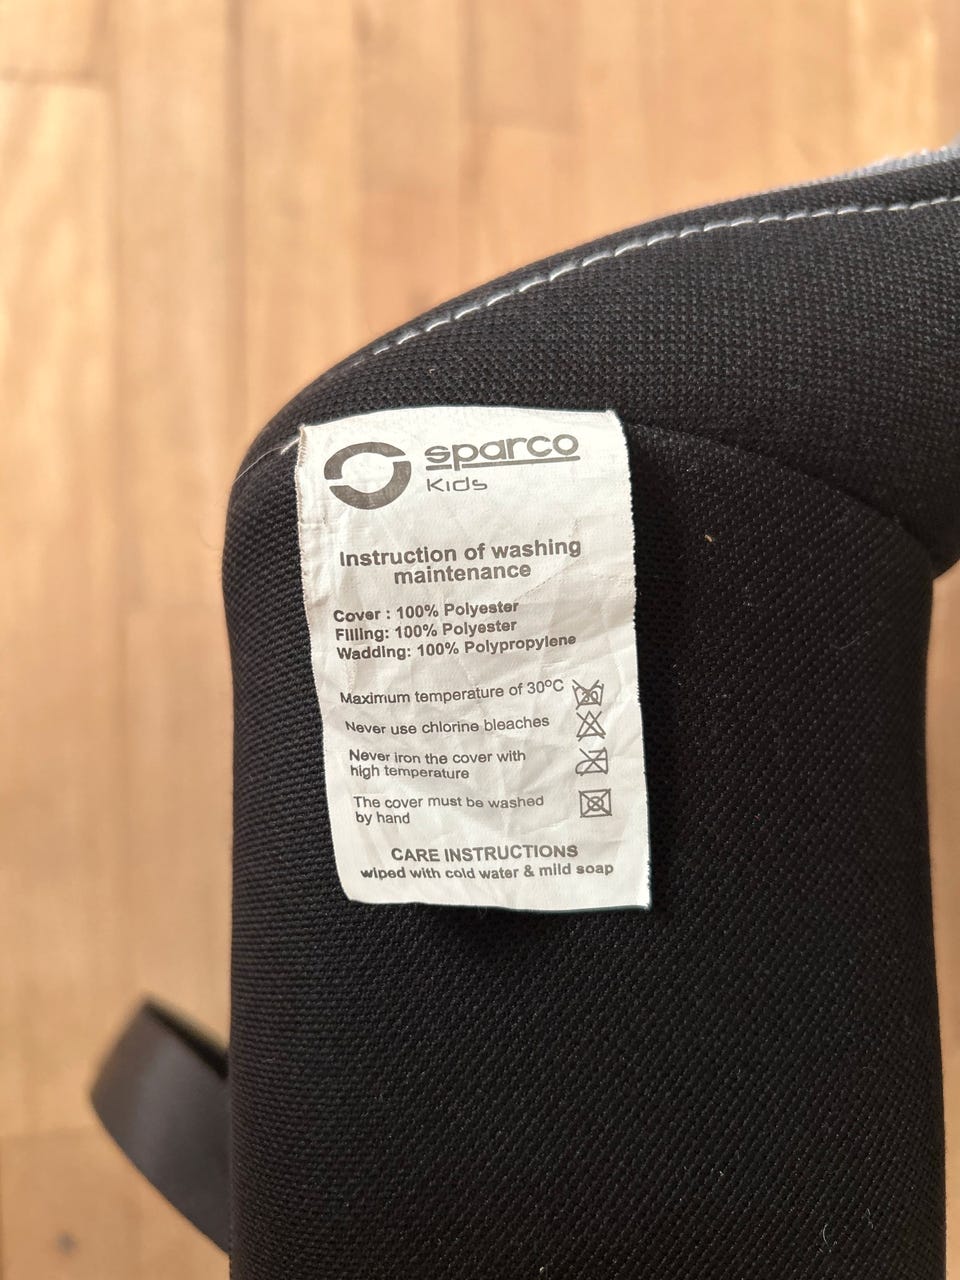 sparco
Kids
Instruction of washing
maintenance
Cover : 100% Polyester
Filling: 100% Polyester
Wadding: 100% Polypropylene
Maximum temperature of 30ºC
30
Never use chlorine bleaches
Never iron the cover with
high temperature
The cover must be washed
by hand
CARE INSTRUCTIONS
wiped with cold water & mild soap